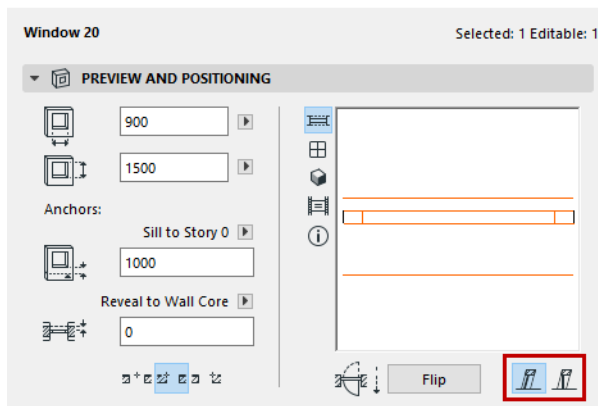 Window 20
Selected: 1 Editable: 1
PREVIEW AND POSITIONING
900
1500
Anchors:
Sill to Story 0
1000
Reveal to Wall Core
0
Flip